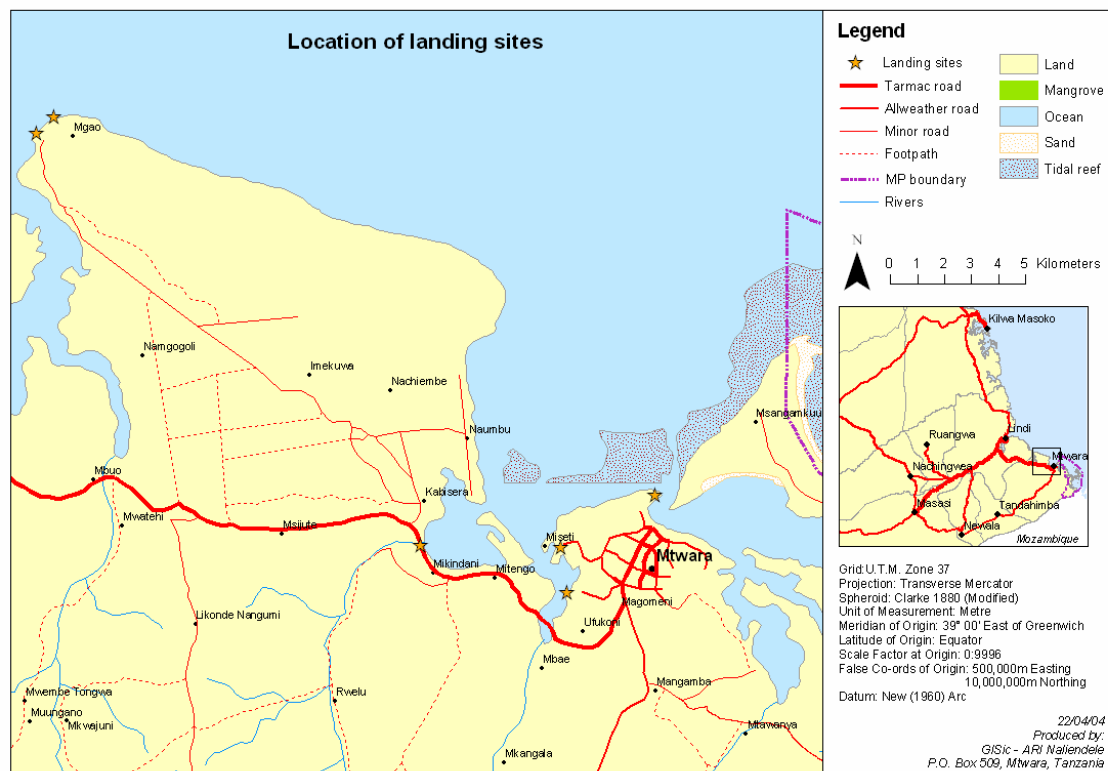 Location of landing sites
Mgao
Namgogoli
Imekuwa
Nachiembe
Naumbu
Msangamkuu
Mbuo
Kabisera
Mwatehi
Msijute
Miseti
Mtwara
Mikindani
Mitengo
Magomeni
Likonde Nangumi
Ufukoni
Mbae
Mangamba
Mwembe Tongwa
Rwelu
Muungano
Mkwajuni
Mtawanya
Mkangala
Legend
Landing sites
Tarmac road
Allweather road
Minor road
Footpath
MP boundary
Rivers
Land
Mangrove
Ocean
Sand
Tidal reef
N
0 1 2 3 4 5 Kilometers
Kilwa Masoko
Lindi
Ruangwa
Mtwara
Nachingwea
Masasi
Tandahimba
Newala
Mozambique
Grid:U.T.M. Zone 37
Projection: Transverse Mercator
Spheroid: Clarke 1880 (Modified)
Unit of Measurement: Metre
Meridian of Origin: 39° 00' East of Greenwich
Latitude of Origin: Equator
Scale Factor at Origin: 0:9996
False Co-ords of Origin: 500,000m Easting
10,000,000m Northing
Datum: New (1960) Arc
22/04/04
Produced by:
GISic - ARI Naliendele
P.O. Box 509, Mtwara, Tanzania